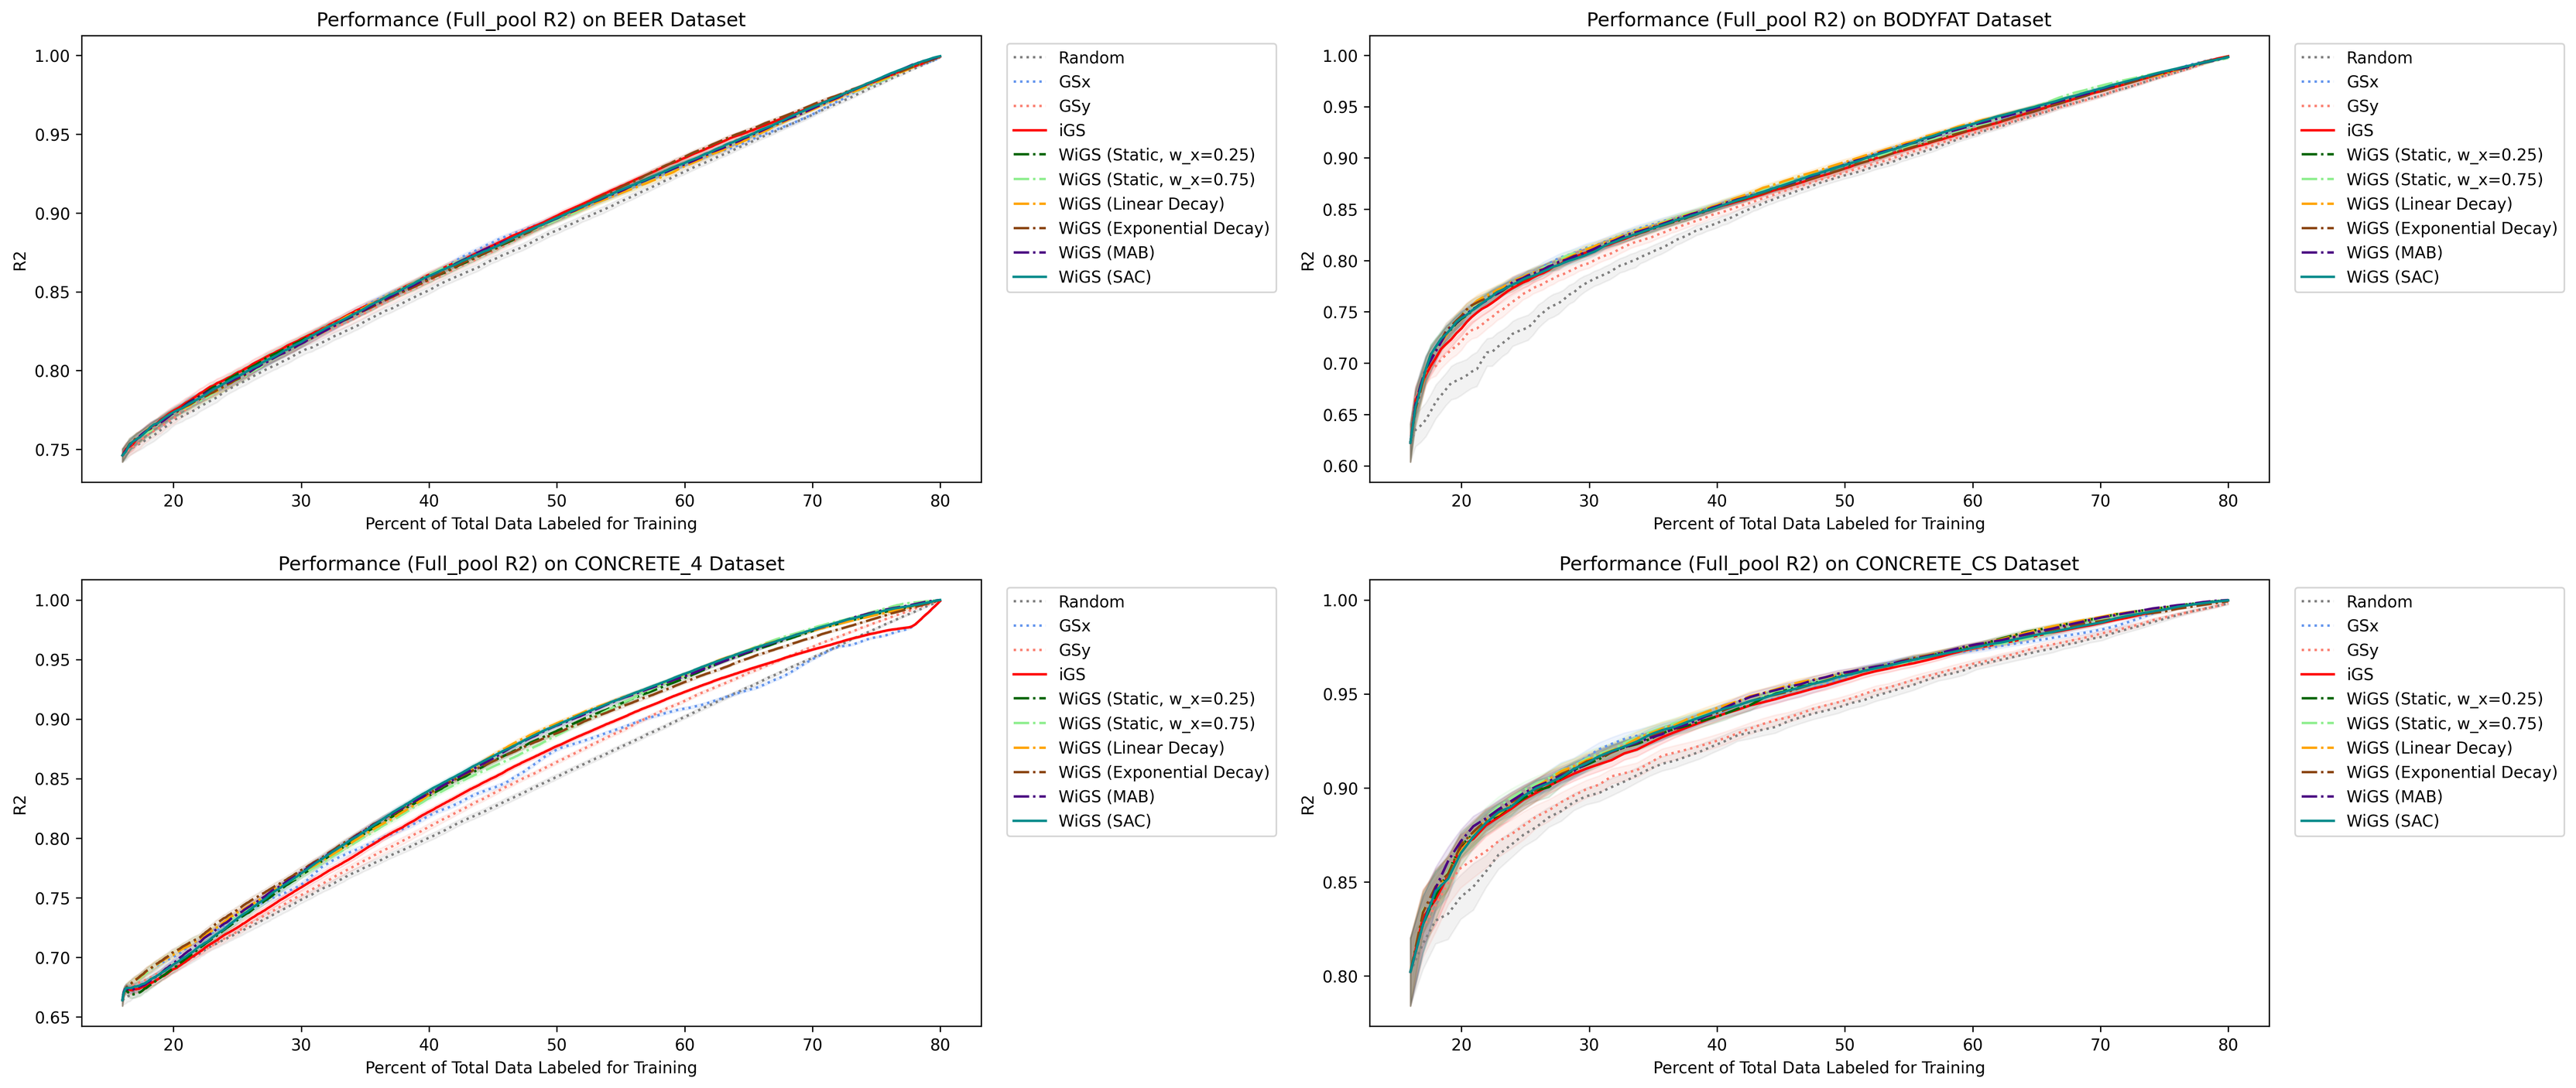 Performance (Full_pool R2) on BEER Dataset
1.00
0.95
0.90
0.85
0.80
0.75
R2
20 30 40 50 60 70 80
Percent of Total Data Labeled for Training
Random
GSx
GSy
iGS
WiGS (Static, w_x=0.25)
WiGS (Static, w_x=0.75)
WiGS (Linear Decay)
WiGS (Exponential Decay)
WiGS (MAB)
WiGS (SAC)
Performance (Full_pool R2) on BODYFAT Dataset
1.00
0.95
0.90
0.85
0.80
0.75
0.70
0.65
0.60
R2
20 30 40 50 60 70 80
Percent of Total Data Labeled for Training
Random
GSx
GSy
iGS
WiGS (Static, w_x=0.25)
WiGS (Static, w_x=0.75)
WiGS (Linear Decay)
WiGS (Exponential Decay)
WiGS (MAB)
WiGS (SAC)
Performance (Full_pool R2) on CONCRETE_4 Dataset
1.00
0.95
0.90
0.85
0.80
0.75
0.70
0.65
R2
20 30 40 50 60 70 80
Percent of Total Data Labeled for Training
Random
GSx
GSy
iGS
WiGS (Static, w_x=0.25)
WiGS (Static, w_x=0.75)
WiGS (Linear Decay)
WiGS (Exponential Decay)
WiGS (MAB)
WiGS (SAC)
Performance (Full_pool R2) on CONCRETE_CS Dataset
1.00
0.95
0.90
0.85
0.80
R2
20 30 40 50 60 70 80
Percent of Total Data Labeled for Training
Random
GSx
GSy
iGS
WiGS (Static, w_x=0.25)
WiGS (Static, w_x=0.75)
WiGS (Linear Decay)
WiGS (Exponential Decay)
WiGS (MAB)
WiGS (SAC)